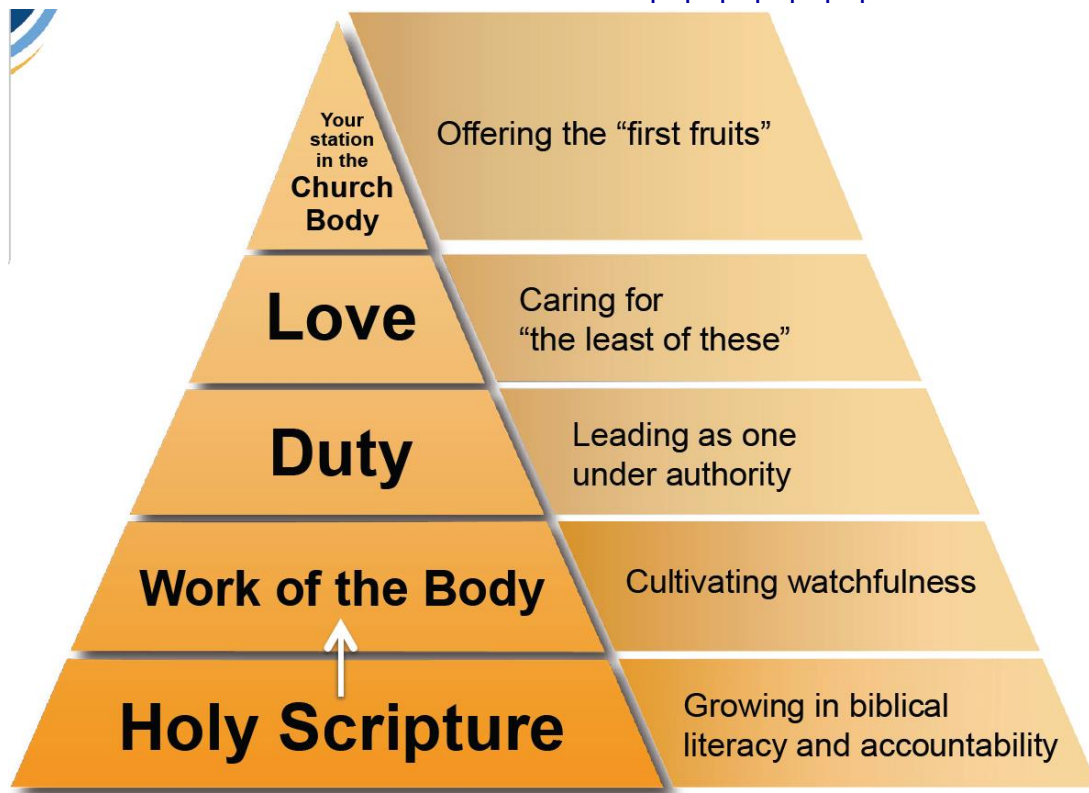 Your
station
in the
Church
Body
Offering the “first fruits”
Love
Caring for
“the least of these”
Duty
Leading as one
under authority
Work of the Body
Cultivating watchfulness
Holy Scripture
Growing in biblical
literacy and accountability